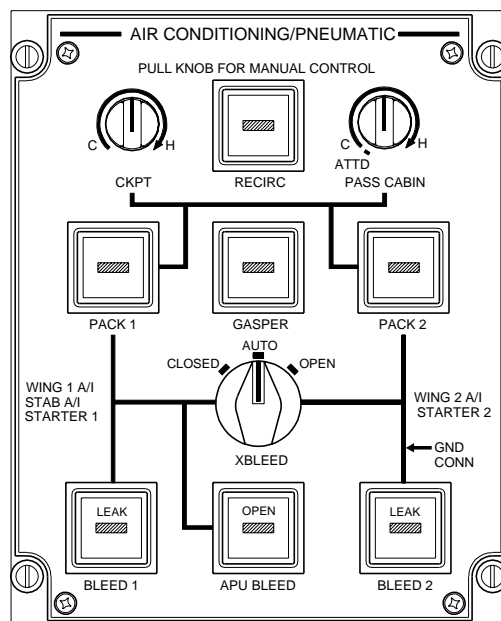 AIR CONDITIONING/PNEUMATIC
PULL KNOB FOR MANUAL CONTROL
C H
CKPT
RECIRC
C H
ATTD
PASS CABIN
PACK 1
GASPER
PACK 2
AUTO
CLOSED
OPEN
WING 1 A/I
STAB A/I
STARTER 1
WING 2 A/I
STARTER 2
XBLEED
GND
CONN
LEAK
OPEN
LEAK
BLEED 1
APU BLEED
BLEED 2